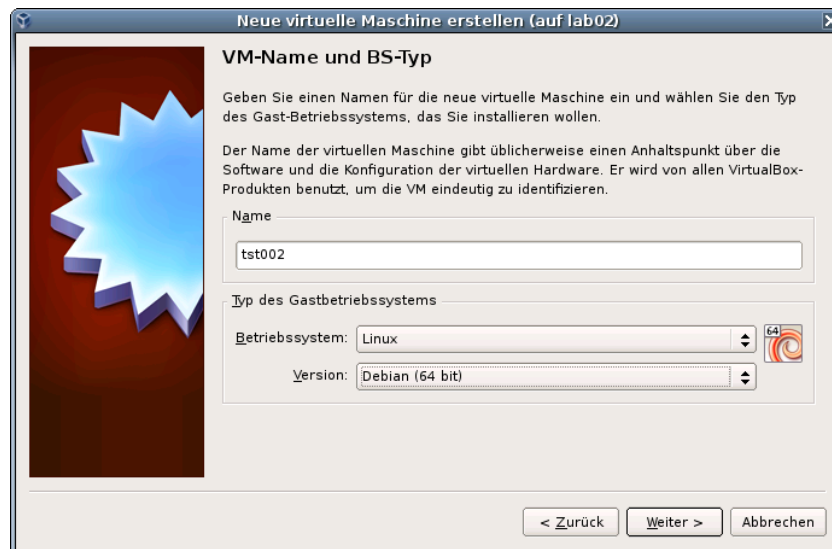 Neue virtuelle Maschine erstellen (auf lab02)
VM-Name und BS-Typ
Geben Sie einen Namen für die neue virtuelle Maschine ein und wählen Sie den Typ
des Gast-Betriebssystems, das Sie installieren wollen.
Der Name der virtuellen Maschine gibt üblicherweise einen Anhaltspunkt über die
Software und die Konfiguration der virtuellen Hardware. Er wird von allen VirtualBox-
Produkten benutzt, um die VM eindeutig zu identifizieren.
Name
tst002
Typ des Gastbetriebssystems
Betriebssystem: Linux
64
Version: Debian (64 bit)
< Zurück Weiter > Abbrechen